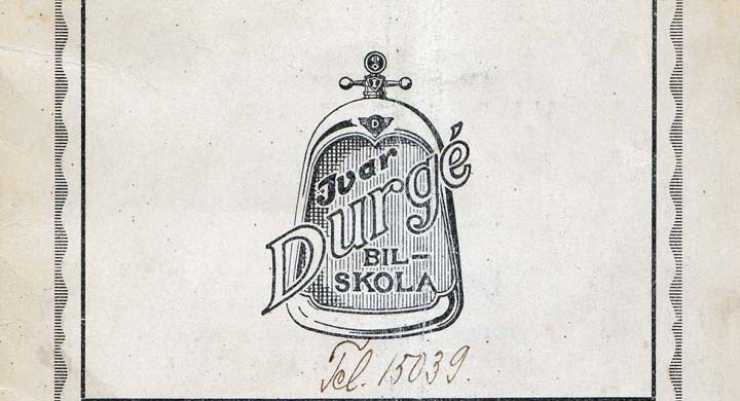 D
Ivar
Durgé
BIL-
SKOLA
Tel. 15039.